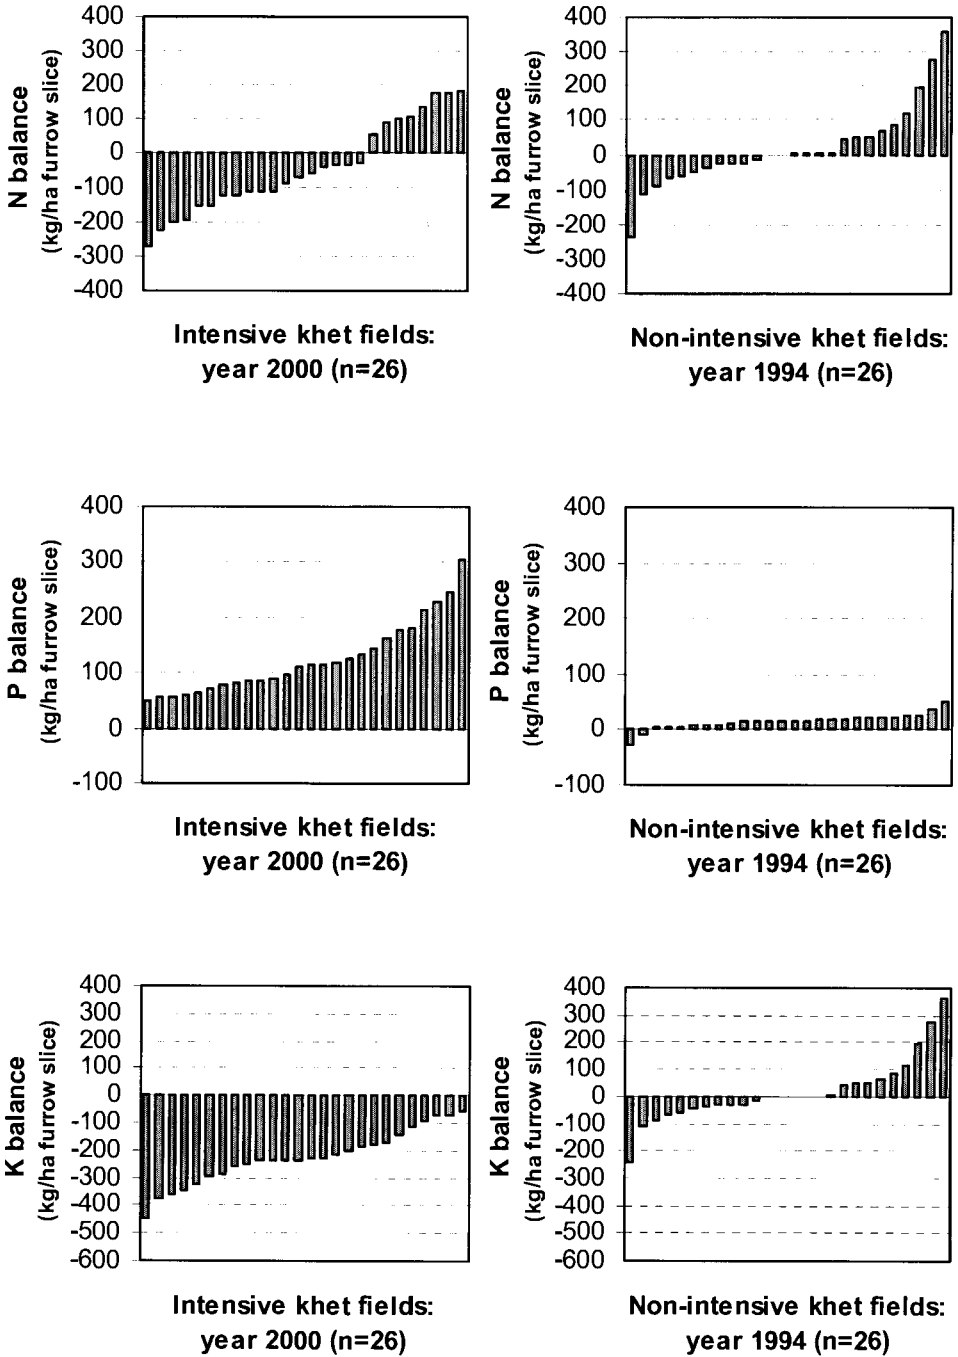 N balance
(kg/ha furrow slice)
400
300
200
100
0
-100
-200
-300
-400
Intensive khet fields:
year 2000 (n=26)
N balance
(kg/ha furrow slice)
400
300
200
100
0
-100
-200
-300
-400
Non-intensive khet fields:
year 1994 (n=26)
P balance
(kg/ha furrow slice)
400
300
200
100
0
-100
Intensive khet fields:
year 2000 (n=26)
P balance
(kg/ha furrow slice)
400
300
200
100
0
-100
Non-intensive khet fields:
year 1994 (n=26)
K balance
(kg/ha furrow slice)
400
300
200
100
0
-100
-200
-300
-400
-500
-600
Intensive khet fields:
year 2000 (n=26)
K balance
(kg/ha furrow slice)
400
300
200
100
0
-100
-200
-300
-400
-500
-600
Non-intensive khet fields:
year 1994 (n=26)